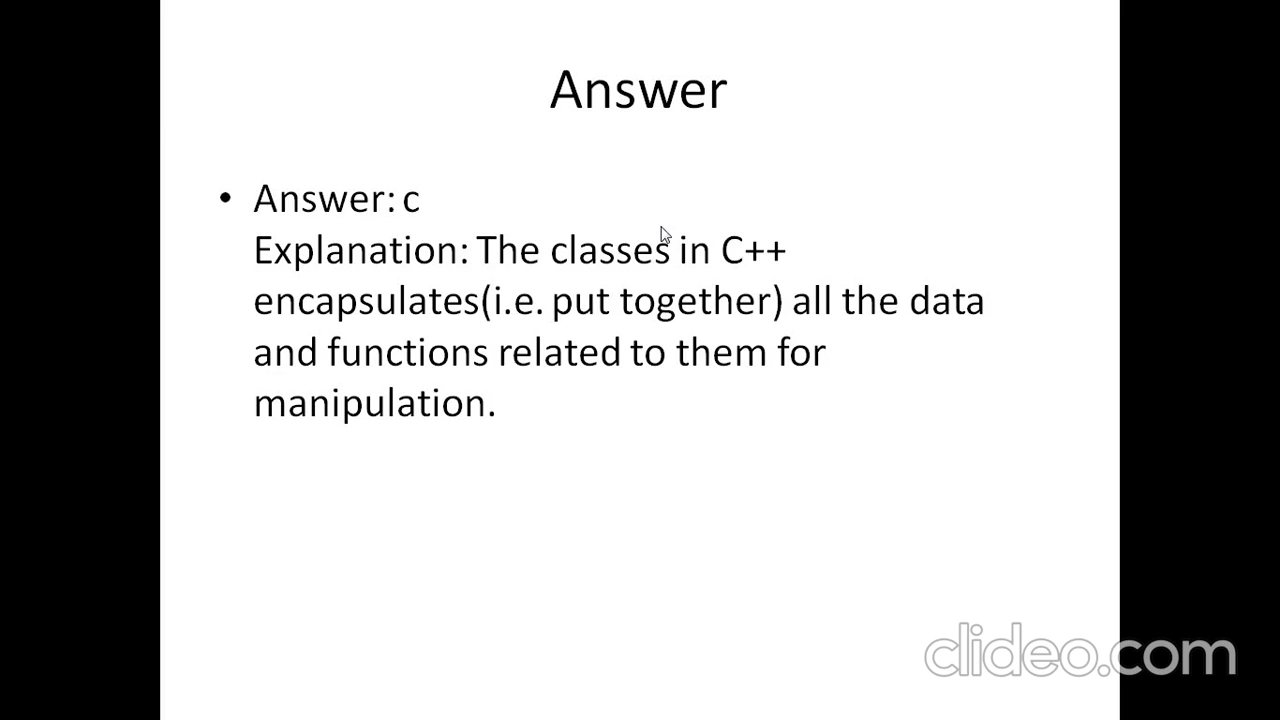 Answer
• Answer: c
Explanation: The classes in C++
encapsulates(i.e. put together) all the data
and functions related to them for
manipulation.
clideo.com